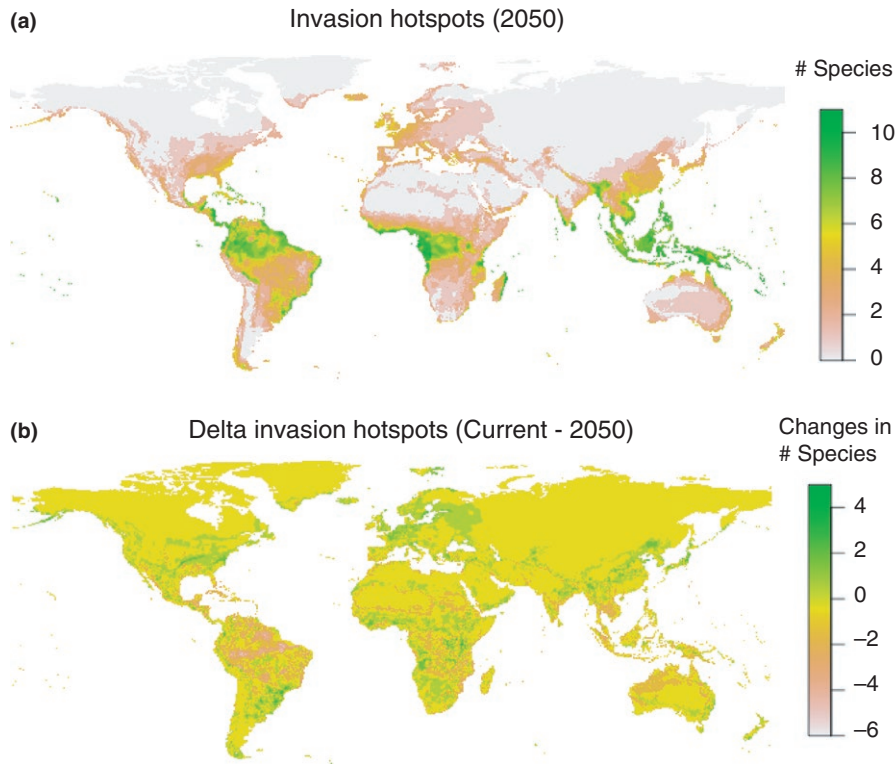 (a)
Invasion hotspots (2050)
# Species
10
8
6
4
2
0
(b)
Delta invasion hotspots (Current - 2050)
Changes in
# Species
4
2
0
−2
−4
−6